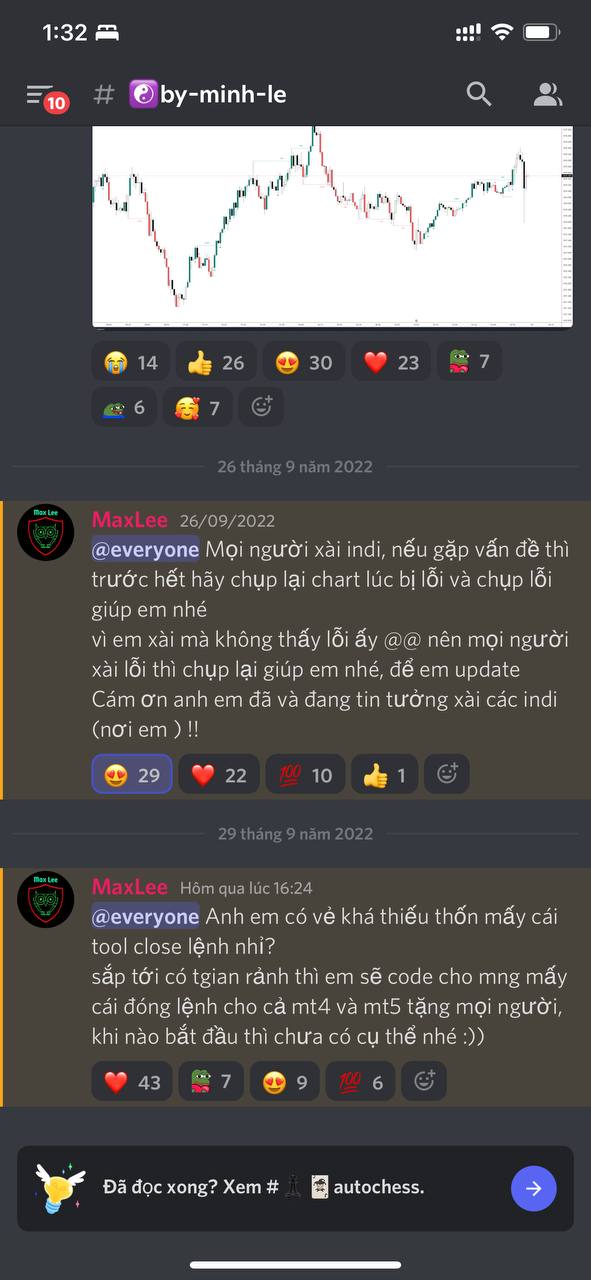 1:32
10
# ☯by-minh-le
14
26
30
23
7
6
7
26 tháng 9 năm 2022
Max Lee
MaxLee 26/09/2022
@everyone Mọi người xài indi, nếu gặp vấn đề thì
trước hết hãy chụp lại chart lúc bị lỗi và chụp lỗi
giúp em nhé
vì em xài mà không thấy lỗi ấy @@ nên mọi người
xài lỗi thì chụp lại giúp em nhé, để em update
Cám ơn anh em đã và đang tin tưởng xài các indi
(nơi em ) !!
29
22
100 10
1
29 tháng 9 năm 2022
Max Lee
MaxLee Hôm qua lúc 16:24
@everyone Anh em có vẻ khá thiếu thốn mấy cái
tool close lệnh nhỉ?
sắp tới có tgian rảnh thì em sẽ code cho mng mấy
cái đóng lệnh cho cả mt4 và mt5 tặng mọi người,
khi nào bắt đầu thì chưa có cụ thể nhé :))
43
7
9
100 6
Đã đọc xong? Xem # autochess.